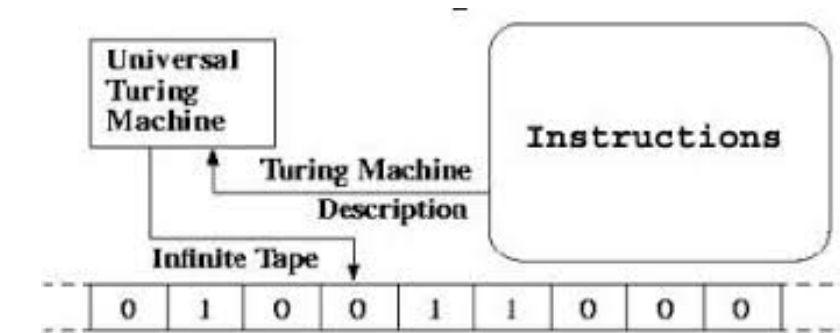 Universal
Turing
Machine
Instructions
Turing Machine
Description
Infinite Tape
0 1 0 0 1 1 0 0 0